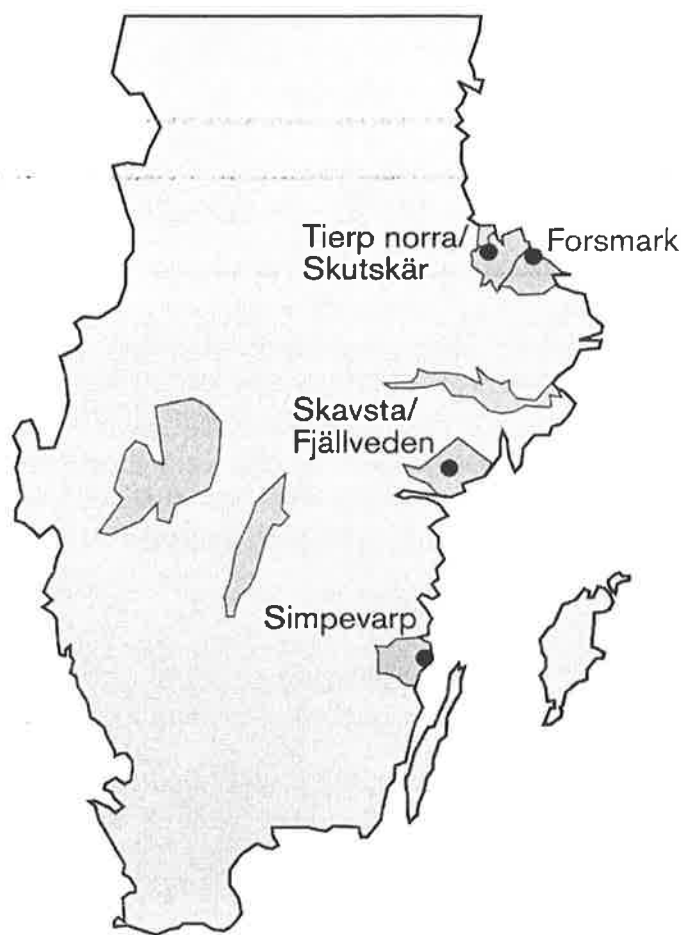 Tierp norra/
Skutskär
Forsmark
Skavsta/
Fjällveden
Simpevarp